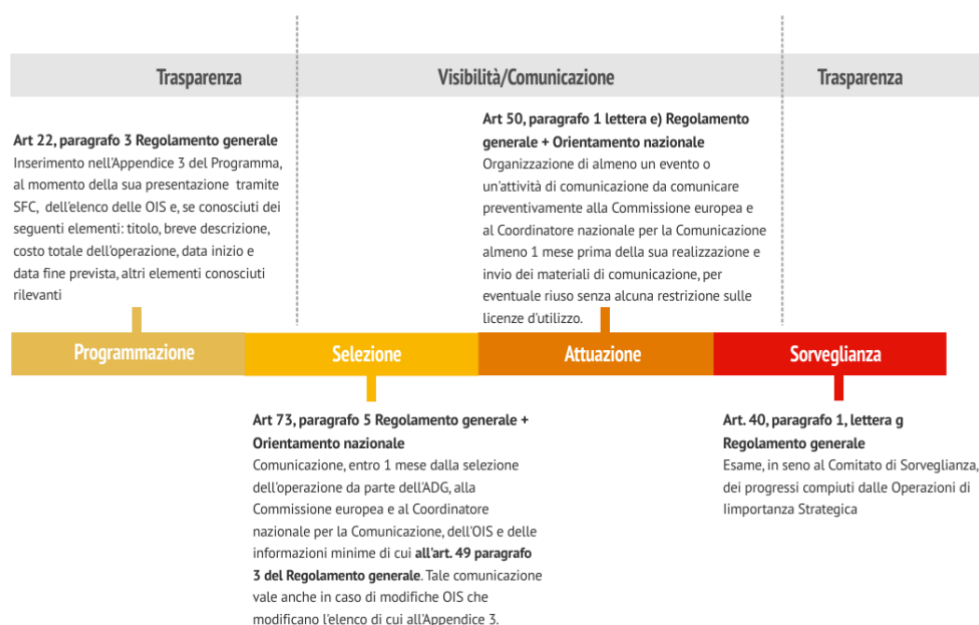 Trasparenza
Visibilità/Comunicazione
Trasparenza
Art 22, paragrafo 3 Regolamento generale
Inserimento nell'Appendice 3 del Programma,
al momento della sua presentazione tramite
SFC, dell'elenco delle OIS e, se conosciuti dei
seguenti elementi: titolo, breve descrizione,
costo totale dell'operazione, data inizio e
data fine prevista, altri elementi conosciuti
rilevanti
Art 50, paragrafo 1 lettera e) Regolamento
generale + Orientamento nazionale
Organizzazione di almeno un evento o
un'attività di comunicazione da comunicare
preventivamente alla Commissione europea e
al Coordinatore nazionale per la Comunicazione
almeno 1 mese prima della sua realizzazione e
invio dei materiali di comunicazione, per
eventuale riuso senza alcuna restrizione sulle
licenze d'utilizzo.
Programmazione
Selezione
Attuazione
Sorveglianza
Art 73, paragrafo 5 Regolamento generale +
Orientamento nazionale
Comunicazione, entro 1 mese dalla selezione
dell'operazione da parte dell'ADG, alla
Commissione europea e al Coordinatore
nazionale per la Comunicazione, dell'OIS e delle
informazioni minime di cui all'art. 49 paragrafo
3 del Regolamento generale. Tale comunicazione
vale anche in caso di modifiche OIS che
modificano l'elenco di cui all'Appendice 3.
Art. 40, paragrafo 1, lettera g
Regolamento generale
Esame, in seno al Comitato di Sorveglianza,
dei progressi compiuti dalle Operazioni di
Iimportanza Strategica